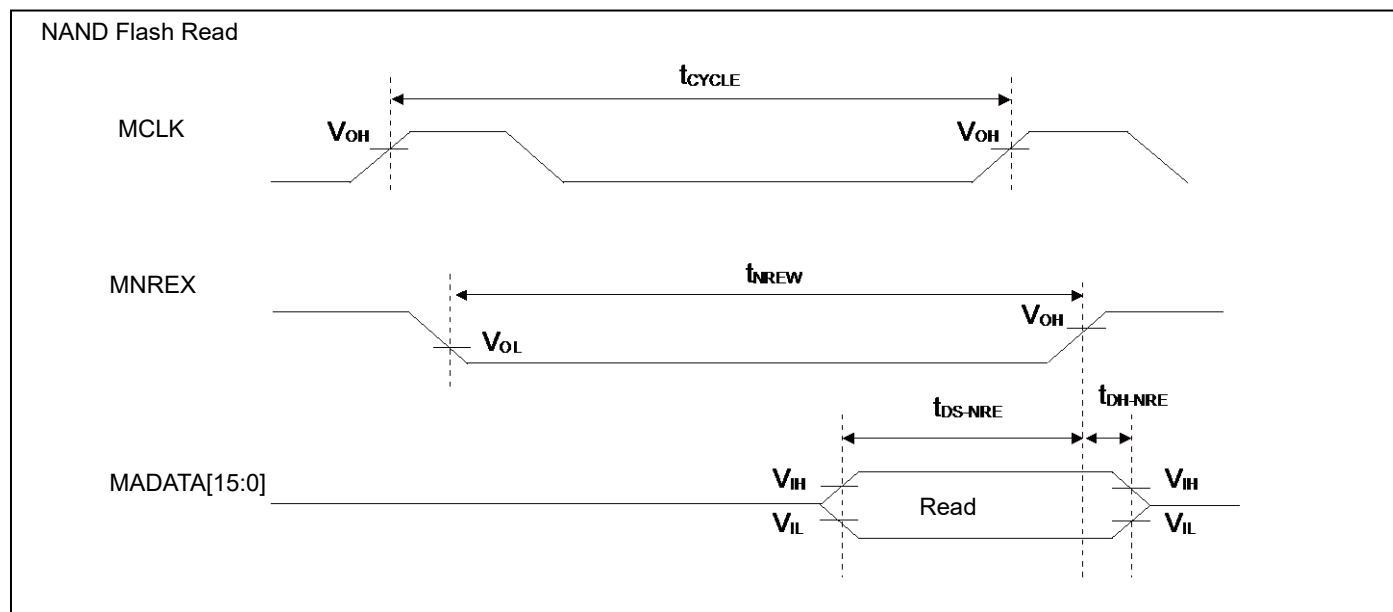 NAND Flash Read
tCYCLE
MCLK
VOH
VOH
tNREW
MNREX
VOH
VOL
tDS-NRE
tDH-NRE
MADATA[15:0]
VIH
VIH
Read
VIL
VIL